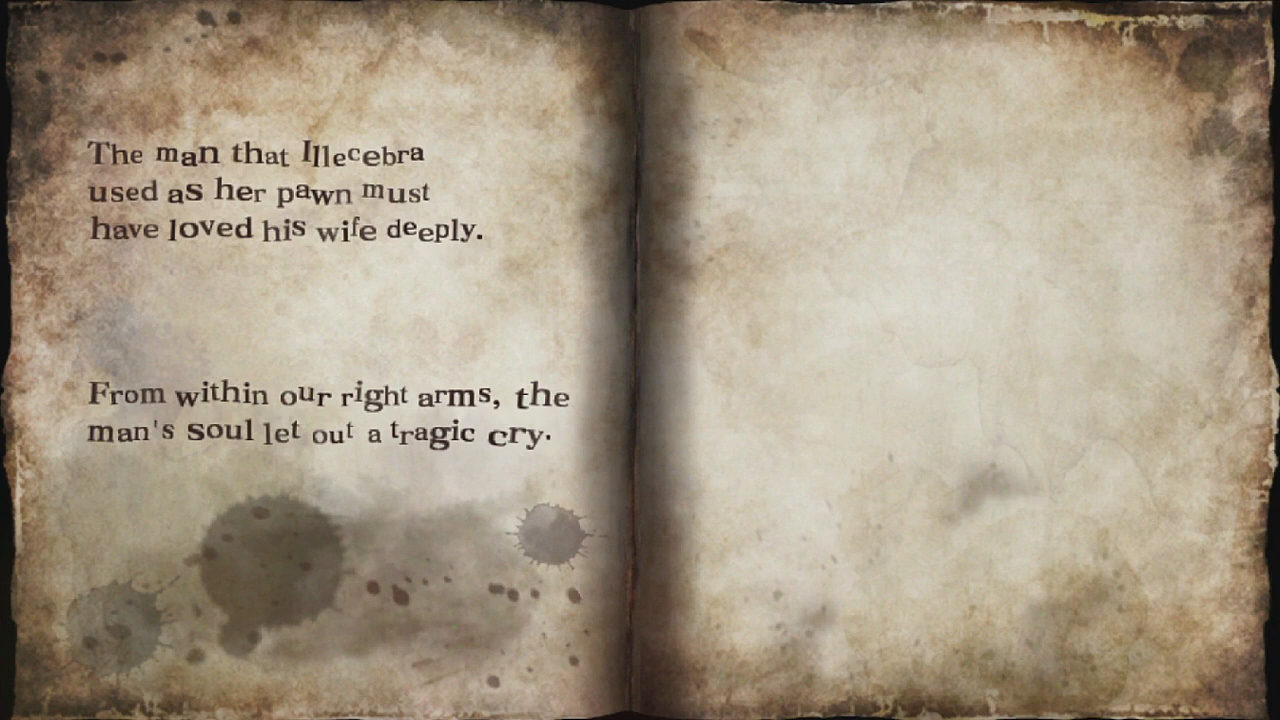 The man that Illecebra
used as her pawn must
have loved his wife deeply.
From within our right arms, the
man's soul let out a tragic cry.